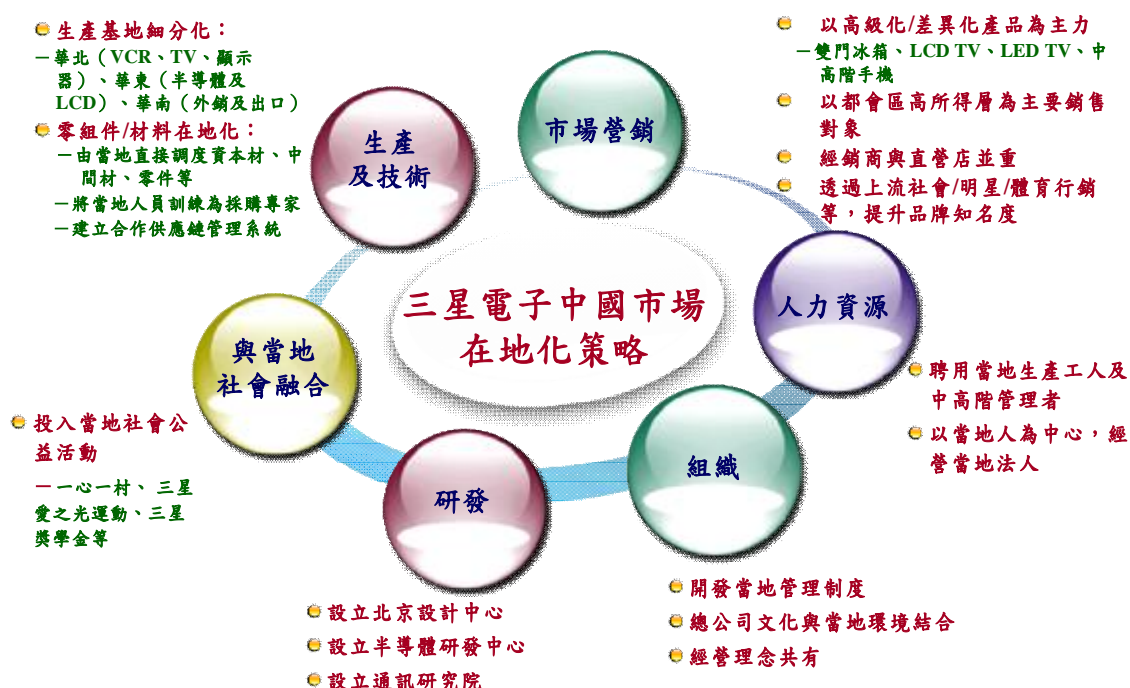 生產基地細分化：
－華北（VCR、TV、顯示
器）、華東（半導體及
LCD）、華南（外銷及出口）
零組件/材料在地化：
－由當地直接調度資本材、中
間材、零件等
－將當地人員訓練為採購專家
－建立合作供應鏈管理系統
生產
及技術
市場營銷
以高級化/差異化產品為主力
－雙門冰箱、LCD TV、LED TV、中
高階手機
以都會區高所得層為主要銷售
對象
經銷商與直營店並重
透過上流社會/明星/體育行銷
等，提升品牌知名度
三星電子中國市場
在地化策略
人力資源
聘用當地生產工人及
中高階管理者
以當地人為中心，經
營當地法人
與當地
社會融合
投入當地社會公
益活動
－一心一村、三星
愛之光運動、三星
獎學金等
研發
設立北京設計中心
設立半導體研發中心
設立通訊研究院
組織
開發當地管理制度
總公司文化與當地環境結合
經營理念共有